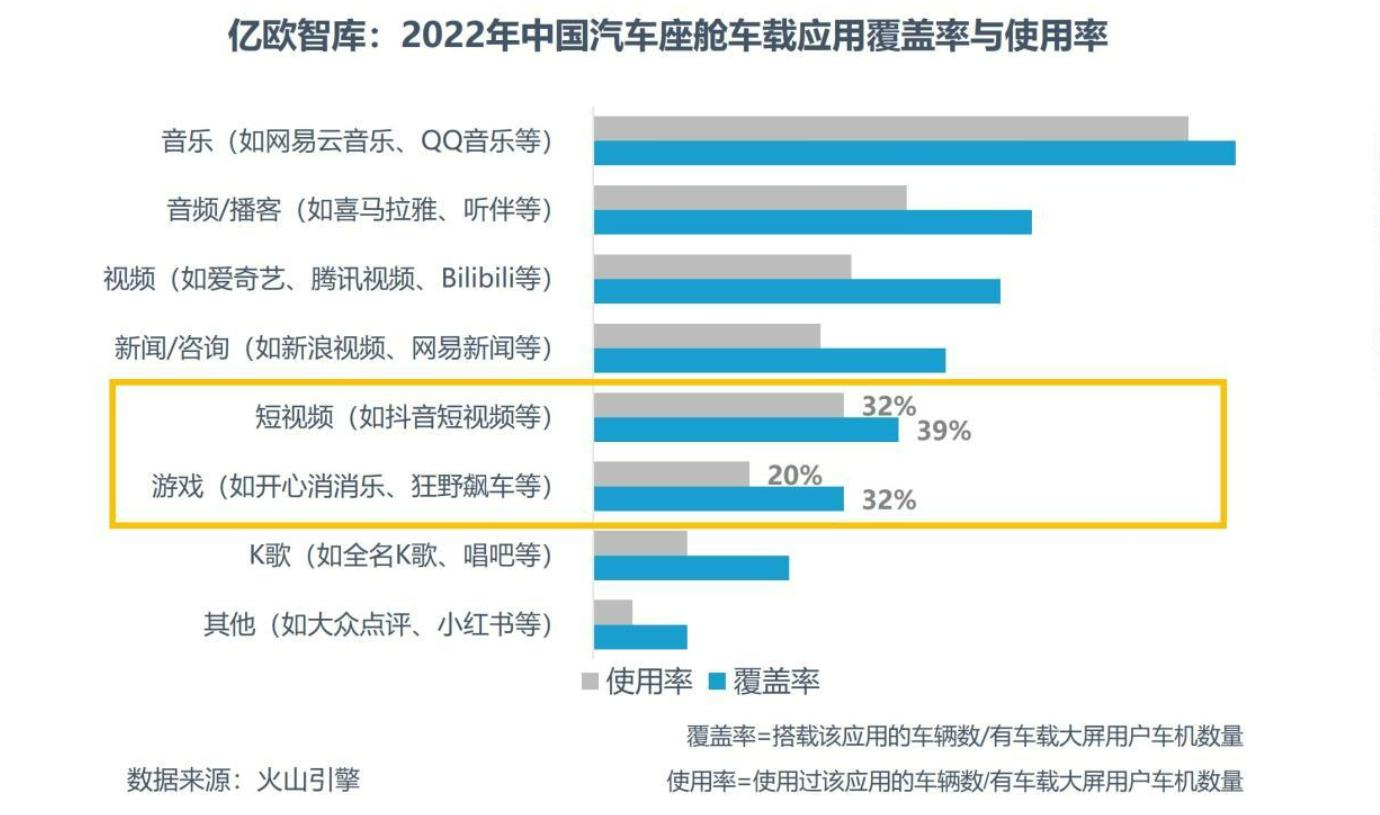 亿欧智库：2022年中国汽车座舱车载应用覆盖率与使用率
音乐（如网易云音乐、QQ音乐等）
音频/播客（如喜马拉雅、听伴等）
视频（如爱奇艺、腾讯视频、Bilibili等）
新闻/咨询（如新浪视频、网易新闻等）
短视频（如抖音短视频等）
32%
39%
游戏（如开心消消乐、狂野飙车等）
20%
32%
K歌（如全名K歌、唱吧等）
其他（如大众点评、小红书等）
使用率 覆盖率
覆盖率=搭载该应用的车辆数/有车载大屏用户车机数量
数据来源：火山引擎
使用率=使用过该应用的车辆数/有车载大屏用户车机数量